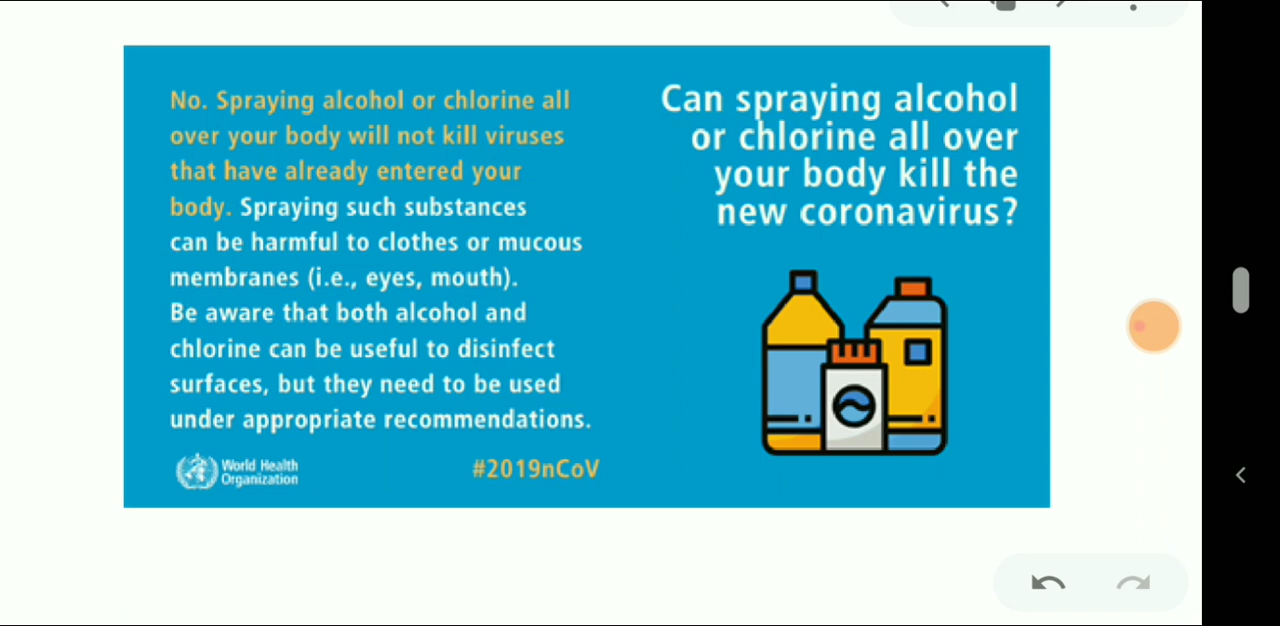 Can spraying alcohol
or chlorine all over
your body kill the
new coronavirus?
No. Spraying alcohol or chlorine all
over your body will not kill viruses
that have already entered your
body. Spraying such substances
can be harmful to clothes or mucous
membranes (i.e., eyes, mouth).
Be aware that both alcohol and
chlorine can be useful to disinfect
surfaces, but they need to be used
under appropriate recommendations.
World Health
Organization
#2019nCoV